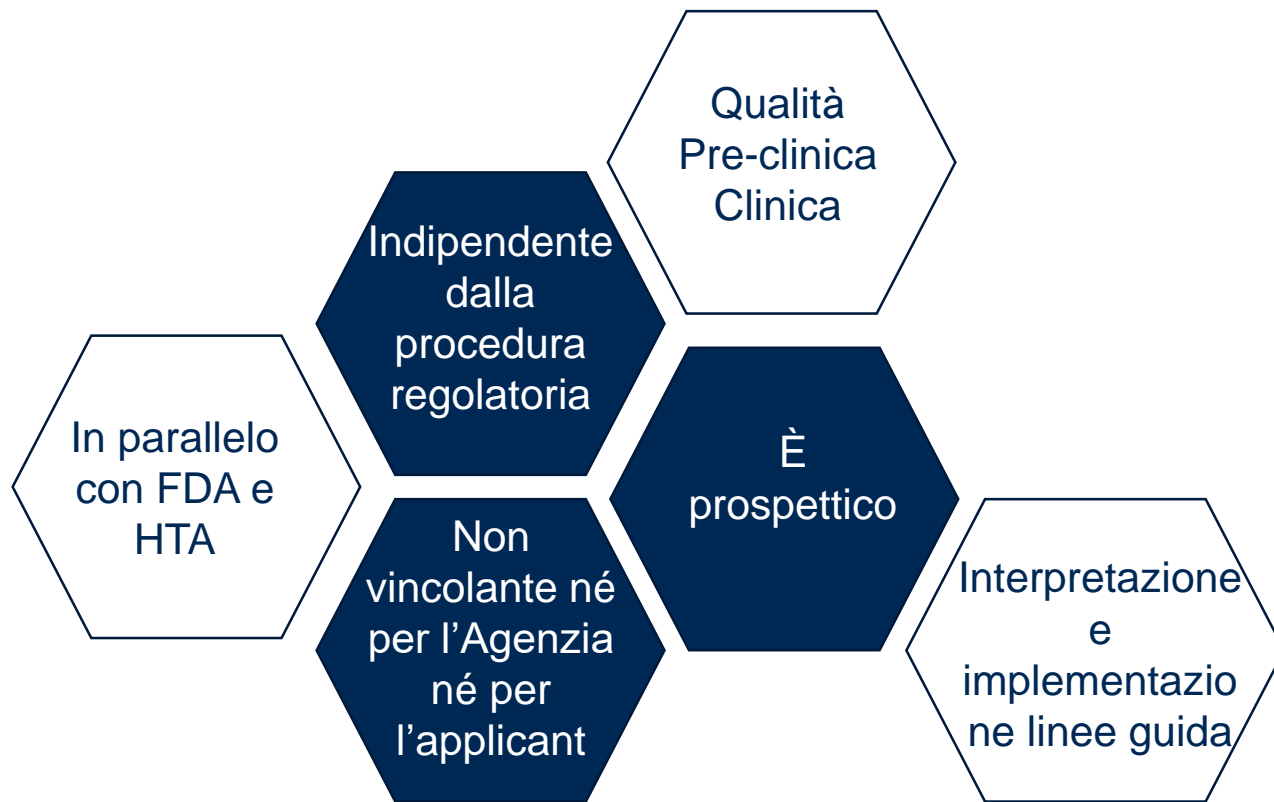 Qualità
Pre-clinica
Clinica
Indipendente
dalla
procedura
regolatoria
In parallelo
con FDA e
HTA
È
prospettico
Non
vincolante né
per l’Agenzia
né per
l’applicant
Interpretazione
e
implementazio
ne linee guida